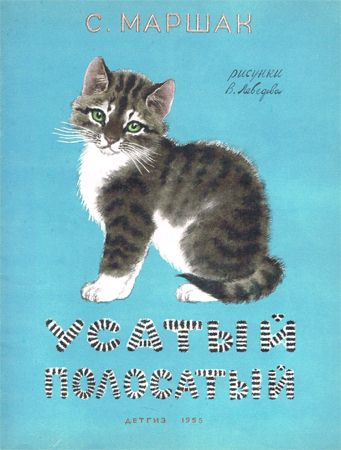 С. МАРШАК
рисунки
В. Лебедева
УСАТЫЙ
ПОЛОСАТЫЙ
ДЕТГИЗ 1955